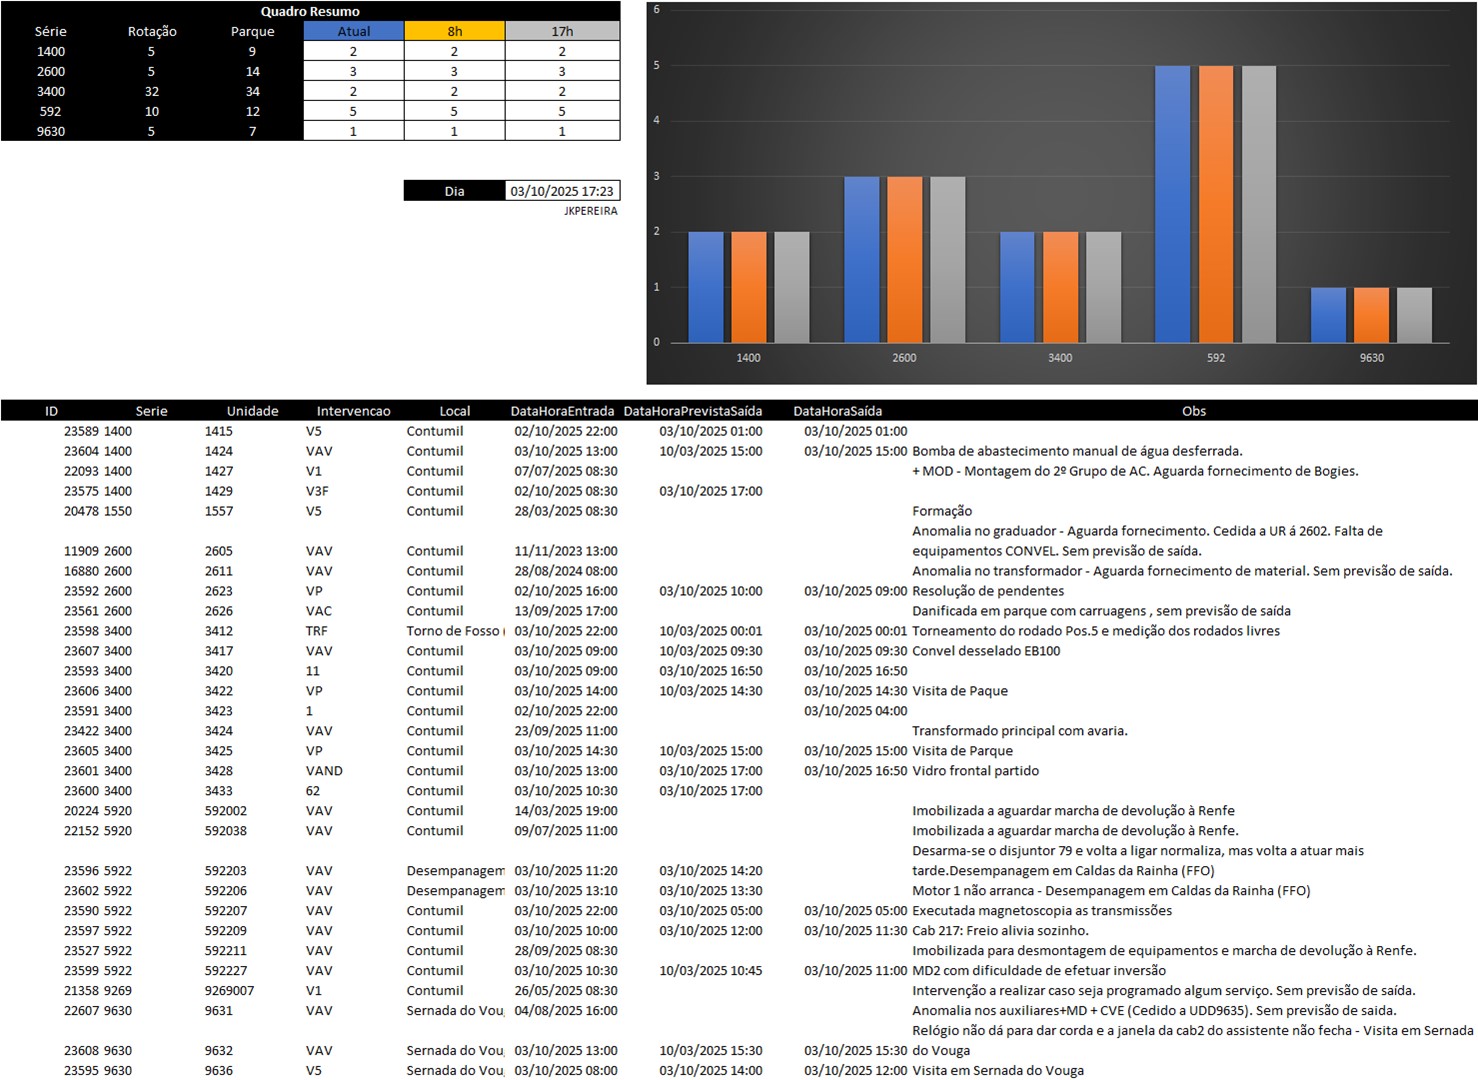 Quadro Resumo
Série Rotação Parque Atual 8h 17h
1400 5 9 2 2 2
2600 5 14 3 3 3
3400 32 34 2 2 2
592 10 12 5 5 5
9630 5 7 1 1 1
Dia 03/10/2025 17:23
JKPEREIRA
6
5
4
3
2
1
0
1400 2600 3400 592 9630
ID Serie Unidade Intervencao Local DataHoraEntrada DataHoraPrevistaSaída DataHoraSaída Obs
23589 1400 1415 V5 Contumil 02/10/2025 22:00 03/10/2025 01:00 03/10/2025 01:00
23604 1400 1424 VAV Contumil 03/10/2025 13:00 10/03/2025 15:00 03/10/2025 15:00 Bomba de abastecimento manual de água desferrada.
22093 1400 1427 V1 Contumil 07/07/2025 08:30 + MOD - Montagem do 2º Grupo de AC. Aguarda fornecimento de Bogies.
23575 1400 1429 V3F Contumil 02/10/2025 08:30 03/10/2025 17:00
20478 1550 1557 V5 Contumil 28/03/2025 08:30 Formação
Anomalia no graduador - Aguarda fornecimento. Cedida a UR á 2602. Falta de
11909 2600 2605 VAV Contumil 11/11/2023 13:00 equipamentos CONVEL. Sem previsão de saída.
16880 2600 2611 VAV Contumil 28/08/2024 08:00 Anomalia no transformador - Aguarda fornecimento de material. Sem previsão de saída.
23592 2600 2623 VP Contumil 02/10/2025 16:00 03/10/2025 10:00 03/10/2025 09:00 Resolução de pendentes
23561 2600 2626 VAC Contumil 13/09/2025 17:00 Danificada em parque com carruagens , sem previsão de saída
23598 3400 3412 TRF Torno de Fosso ( 03/10/2025 22:00 10/03/2025 00:01 03/10/2025 00:01 Torneamento do rodado Pos.5 e medição dos rodados livres
23607 3400 3417 VAV Contumil 03/10/2025 09:00 10/03/2025 09:30 03/10/2025 09:30 Convel desselado EB100
23593 3400 3420 11 Contumil 03/10/2025 09:00 03/10/2025 16:50 03/10/2025 16:50
23606 3400 3422 VP Contumil 03/10/2025 14:00 10/03/2025 14:30 03/10/2025 14:30 Visita de Paque
23591 3400 3423 1 Contumil 02/10/2025 22:00 03/10/2025 04:00
23422 3400 3424 VAV Contumil 23/09/2025 11:00 Transformado principal com avaria.
23605 3400 3425 VP Contumil 03/10/2025 14:30 10/03/2025 15:00 03/10/2025 15:00 Visita de Parque
23601 3400 3428 VAND Contumil 03/10/2025 13:00 03/10/2025 17:00 03/10/2025 16:50 Vidro frontal partido
23600 3400 3433 62 Contumil 03/10/2025 10:30 03/10/2025 17:00
20224 5920 592002 VAV Contumil 14/03/2025 19:00 Imobilizada a aguardar marcha de devolução à Renfe
22152 5920 592038 VAV Contumil 09/07/2025 11:00 Imobilizada a aguardar marcha de devolução à Renfe.
Desarma-se o disjuntor 79 e volta a ligar normaliza, mas volta a atuar mais
23596 5922 592203 VAV Desempanagem 03/10/2025 11:20 03/10/2025 14:20 tarde.Desempanagem em Caldas da Rainha (FFO)
23602 5922 592206 VAV Desempanagem 03/10/2025 13:10 03/10/2025 13:30 Motor 1 não arranca - Desempanagem em Caldas da Rainha (FFO)
23590 5922 592207 VAV Contumil 03/10/2025 22:00 03/10/2025 05:00 03/10/2025 05:00 Executada magnetoscopia as transmissões
23597 5922 592209 VAV Contumil 03/10/2025 10:00 03/10/2025 12:00 03/10/2025 11:30 Cab 217: Freio alivia sozinho.
23527 5922 592211 VAV Contumil 28/09/2025 08:30 Imobilizada para desmontagem de equipamentos e marcha de devolução à Renfe.
23599 5922 592227 VAV Contumil 03/10/2025 10:30 10/03/2025 10:45 03/10/2025 11:00 MD2 com dificuldade de efetuar inversão
21358 9269 9269007 V1 Contumil 26/05/2025 08:30 Intervenção a realizar caso seja programado algum serviço. Sem previsão de saída.
22607 9630 9631 VAV Sernada do Vou 04/08/2025 16:00 Anomalia nos auxiliares+MD + CVE (Cedido a UDD9635). Sem previsão de saida.
Relógio não dá para dar corda e a janela da cab2 do assistente não fecha - Visita em Sernada
23608 9630 9632 VAV Sernada do Vou 03/10/2025 13:00 10/03/2025 15:30 03/10/2025 15:30 do Vouga
23595 9630 9636 V5 Sernada do Vou 03/10/2025 08:00 03/10/2025 14:00 03/10/2025 12:00 Visita em Sernada do Vouga